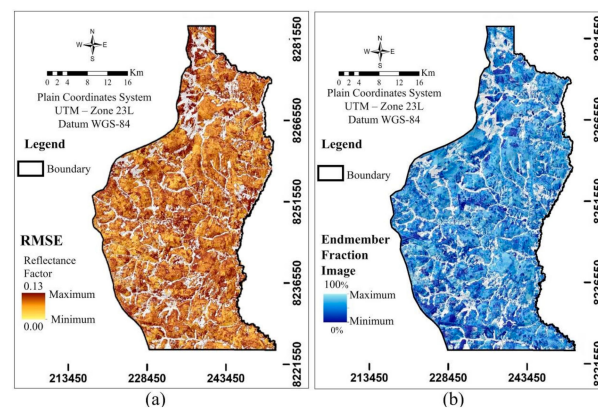 (a)
N
W E
S
0 2 4 8 12 16
Km
Plain Coordinates System
UTM – Zone 23L
Datum WGS-84
Legend
Boundary
RMSE
Reflectance
Factor
0.13
Maximum
Minimum
0.00
8281550
8266550
8251550
8236550
8221550
213450 228450 243450
(a)
(b)
N
W E
S
0 2 4 8 12 16
Km
Plain Coordinates System
UTM – Zone 23L
Datum WGS-84
Legend
Boundary
Endmember
Fraction
Image
100%
Maximum
Minimum
0%
8281550
8266550
8251550
8236550
8221550
213450 228450 243450
(b)